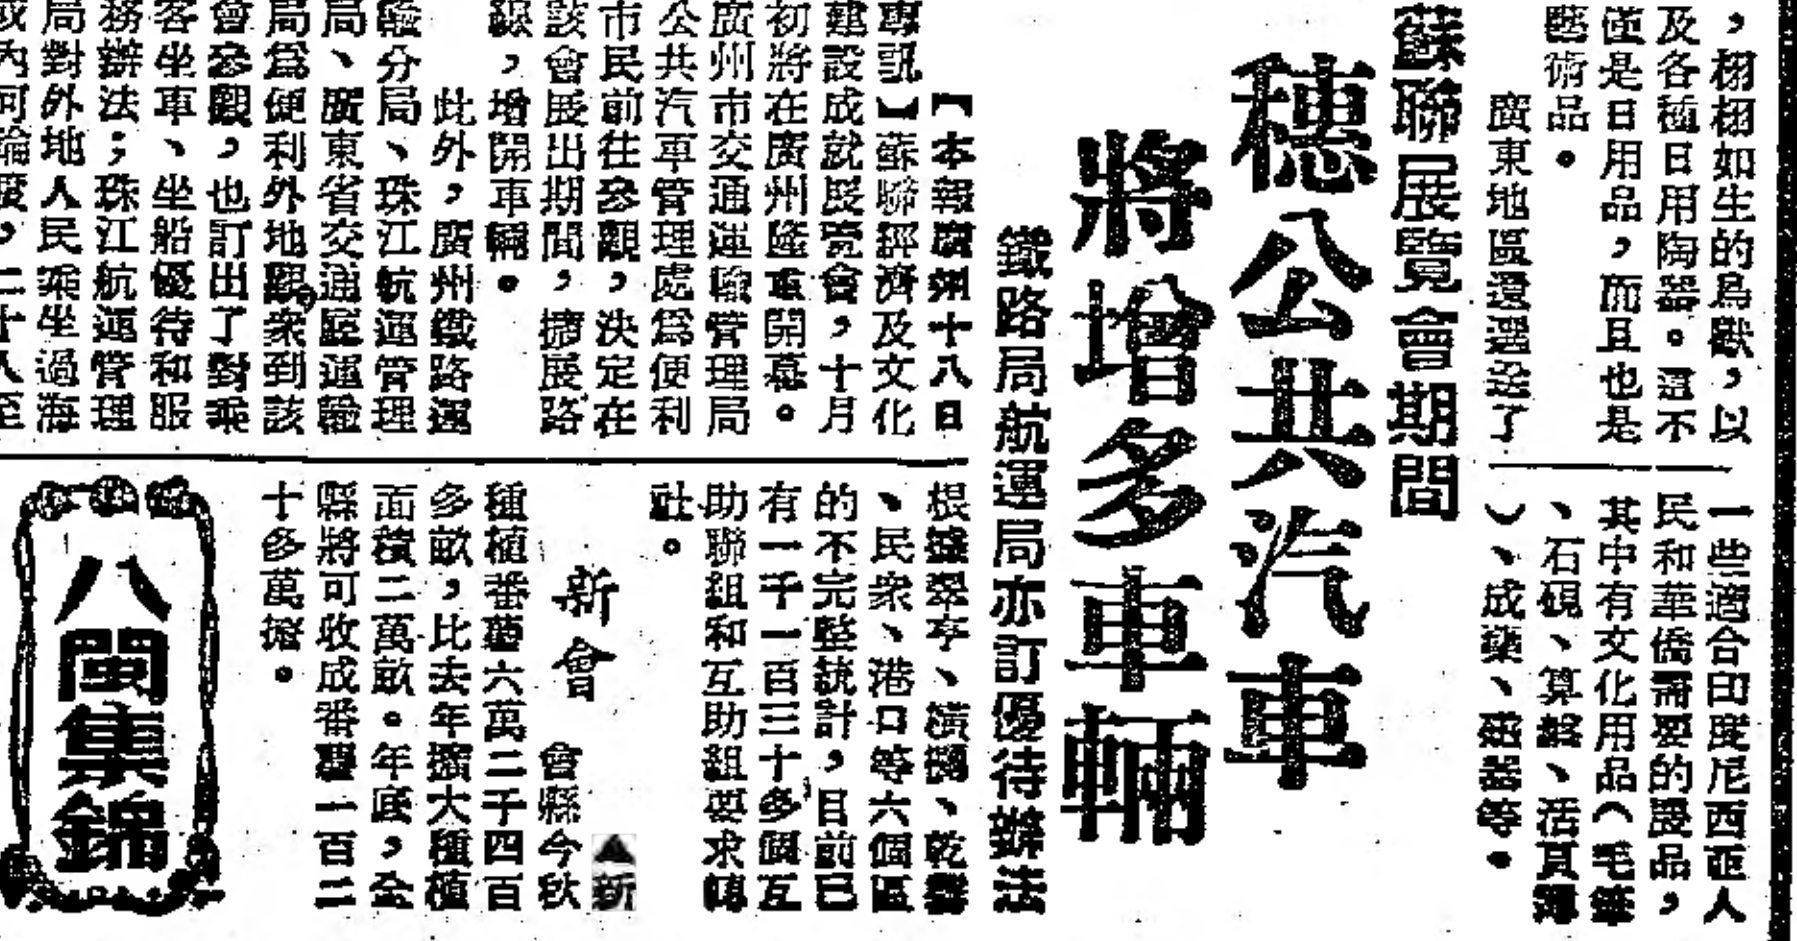 ，栩栩如生的鳥獸，以
及各種日用陶器。這不
僅是日用品，而且也是
藝術品。
廣東地區還選送了
一些適合印度尼西亞人
民和華僑需要的展品，
其中有文化用品（毛筆
、石硯、算盤、活頁簿
）、成藥、瓷器等。
蘇聯展覽會期間
穗公共汽車
將增多車輛
鐵路局航運局亦訂優待辦法
【本報廣州十八日
專訊】蘇聯經濟及文化
建設成就展覽會，十月
初將在廣州隆重開幕。
廣州市交通運輸管理局
公共汽車管理處為便利
市民前往參觀，決定在
該會展出期間，擴展路
線，增開車輛。
此外，廣州鐵路運
輸分局、珠江航運管理
局、廣東省交通廳運輸
局為便利外地觀衆到該
會參觀，也訂出了對乘
客坐車、坐船優待和服
務辦法；珠江航運管理
局對外地人民乘坐過海
或內河輪渡，二十人至
根據翠亨、橫欄、乾霧
、民衆、港口等六個區
的不完整統計，目前已
有一千一百三十多個互
助聯組和互助組要求轉
社。
▲新
新會
會縣今秋
種植番薯六萬二千四百
多畝，比去年擴大種植
面積二萬畝。年底，全
縣將可收成番薯一百二
十多萬擔。
八閩集錦